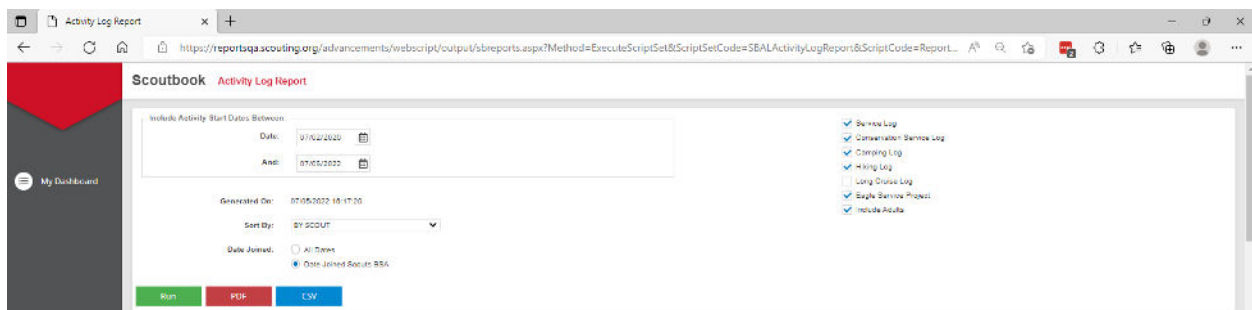 Activity Log Report
https://reportsqa.scouting.org/advancements/webscript/output/sbreports.aspx?Method=ExecuteScriptSet&ScriptSetCode=SBALActivityLogReport&ScriptCode=Report...
2
Scoutbook Activity Log Report
Include Activity Start Dates Between:
Date: 07/02/2020
And: 07/05/2022
Generated On: 07/05/2022 16:17:20
Sort By: BY SCOUT
Date Joined: All Dates
Date Joined Scouts BSA
Run PDF CSV
Service Log
Conservation Service Log
Camping Log
Hiking Log
Long Cruise Log
Eagle Service Project
Include Adults
My Dashboard